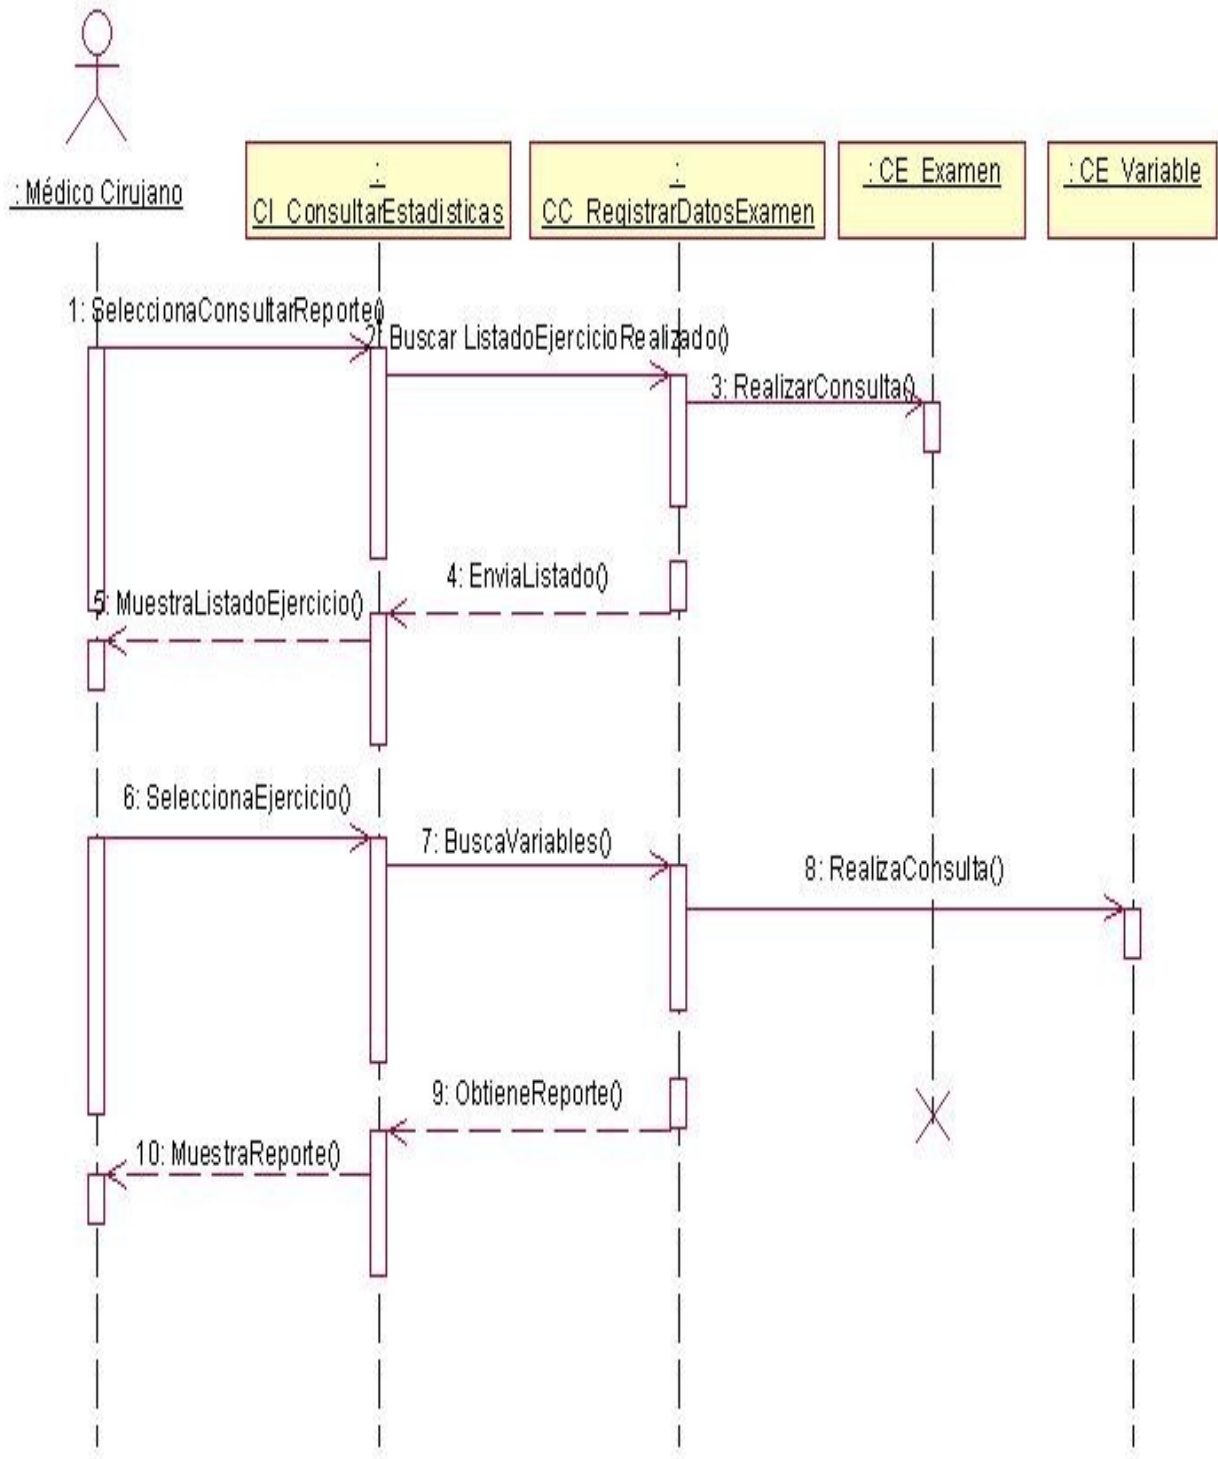 : Médico Cirujano
:
CI_ConsultarEstadisticas
:
CC_RegistrarDatosExamen
: CE_Examen
: CE_Variable
1: SeleccionaConsultarReporte()
2: Buscar ListadoEjercicioRealizado()
3: RealizarConsulta()
4: EnviaListado()
5: MuestraListadoEjercicio()
6: SeleccionaEjercicio()
7: BuscaVariables()
8: RealizaConsulta()
9: ObtieneReporte()
10: MuestraReporte()